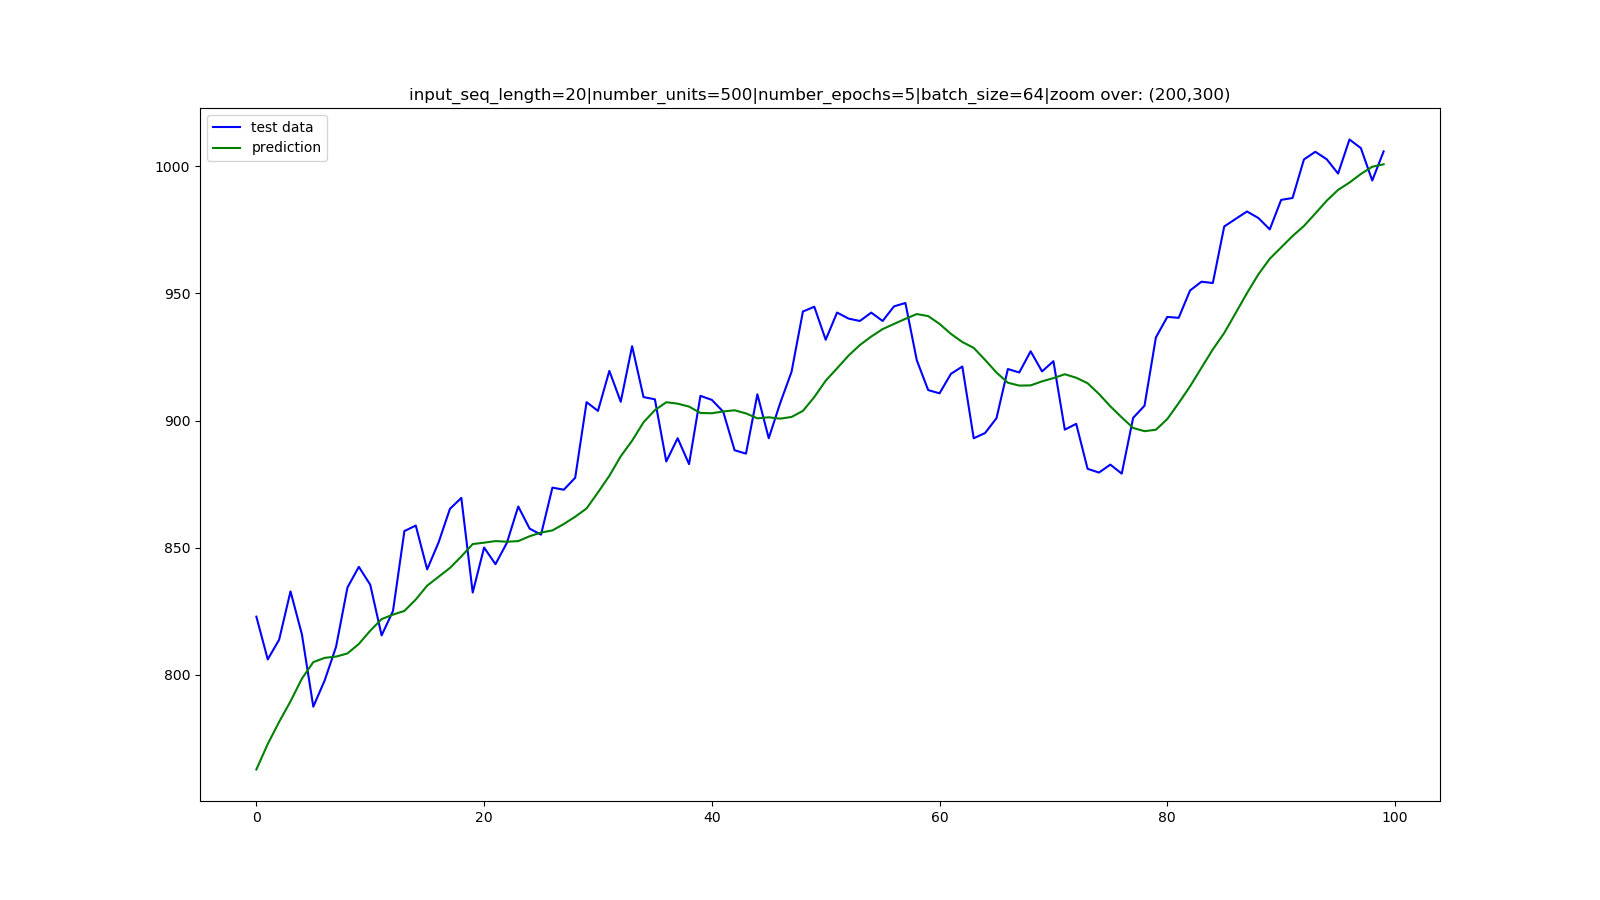 input_seq_length=20|number_units=500|number_epochs=5|batch_size=64|zoom over: (200,300)
test data
prediction
1000
950
900
850
800
0 20 40 60 80 100